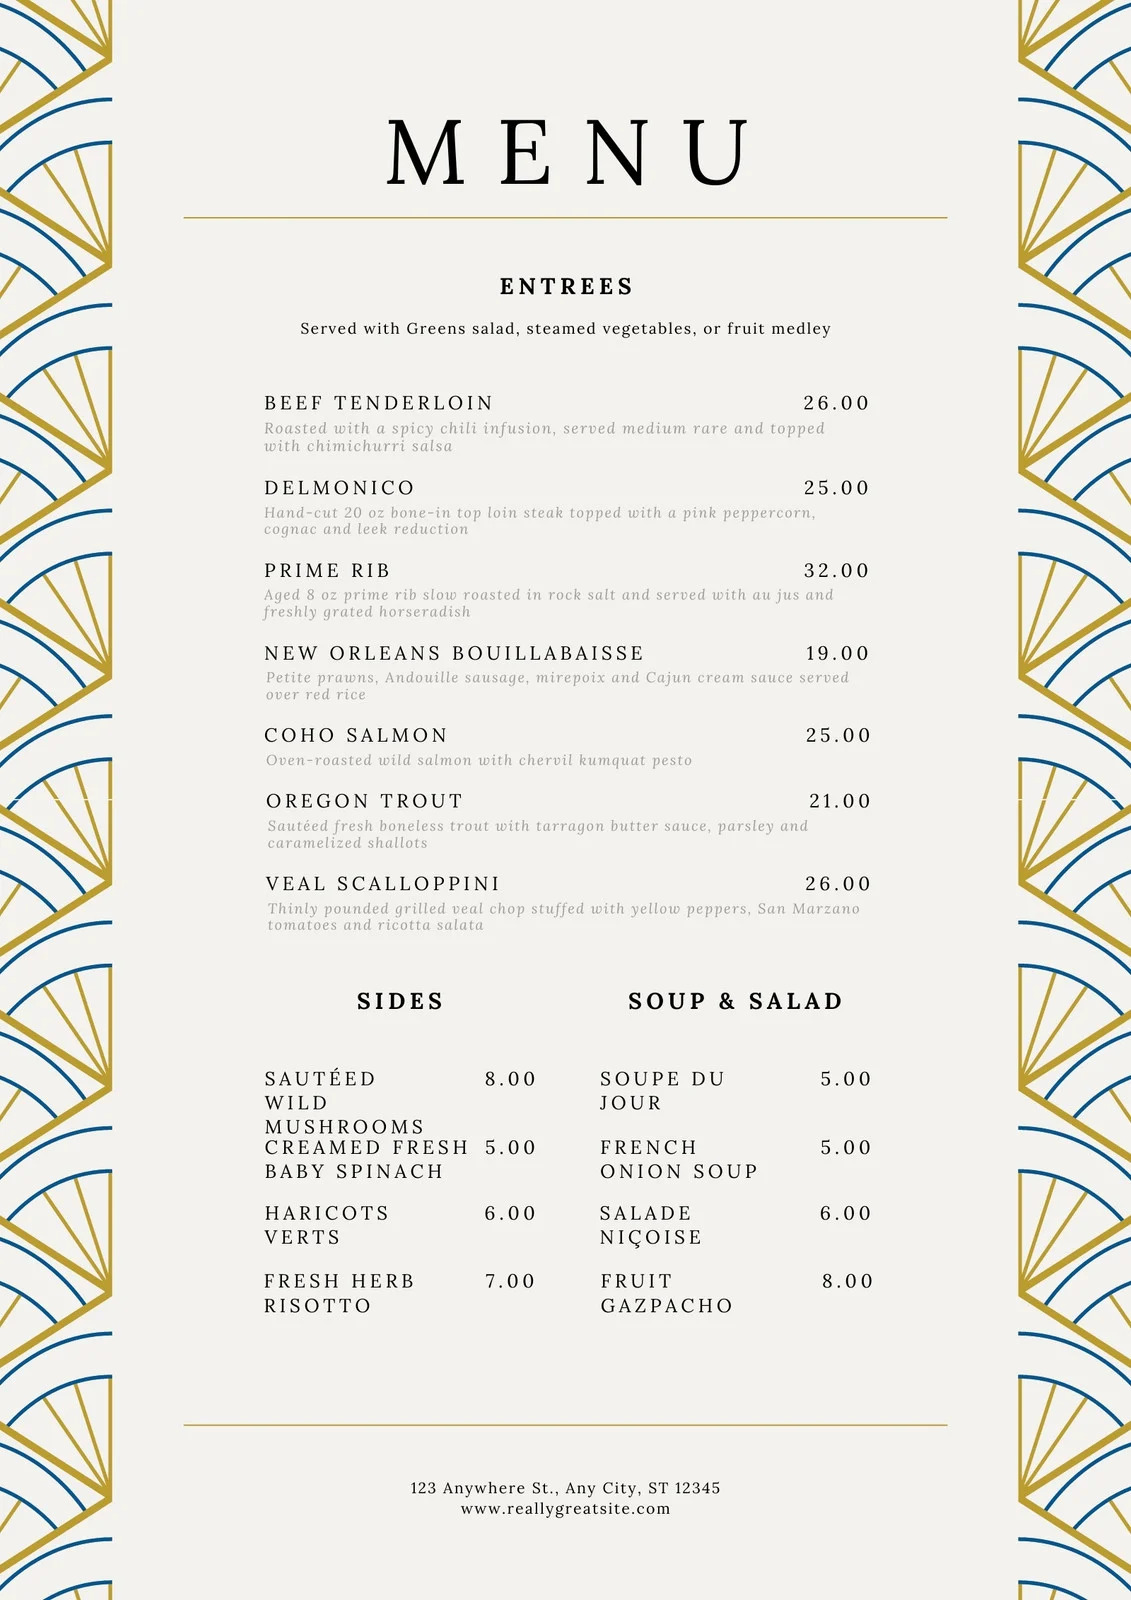 MENU
ENTREES
Served with Greens salad, steamed vegetables, or fruit medley
BEEF TENDERLOIN 26.00
Roasted with a spicy chili infusion, served medium rare and topped
with chimichurri salsa
DELMONICO 25.00
Hand-cut 20 oz bone-in top loin steak topped with a pink peppercorn,
cognac and leek reduction
PRIME RIB 32.00
Aged 8 oz prime rib slow roasted in rock salt and served with au jus and
freshly grated horseradish
NEW ORLEANS BOUILLABAISSE 19.00
Petite prawns, Andouille sausage, mirepoix and Cajun cream sauce served
over red rice
COHO SALMON 25.00
Oven-roasted wild salmon with chervil kumquat pesto
OREGON TROUT 21.00
Sautéed fresh boneless trout with tarragon butter sauce, parsley and
caramelized shallots
VEAL SCALLOPPINI 26.00
Thinly pounded grilled veal chop stuffed with yellow peppers, San Marzano
tomatoes and ricotta salata
SIDES
SAUTÉED 8.00
WILD
MUSHROOMS
CREAMED FRESH 5.00
BABY SPINACH
HARICOTS 6.00
VERTS
FRESH HERB 7.00
RISOTTO
SOUP & SALAD
SOUPE DU 5.00
JOUR
FRENCH 5.00
ONION SOUP
SALADE 6.00
NIÇOISE
FRUIT 8.00
GAZPACHO
123 Anywhere St., Any City, ST 12345
www.reallygreatsite.com